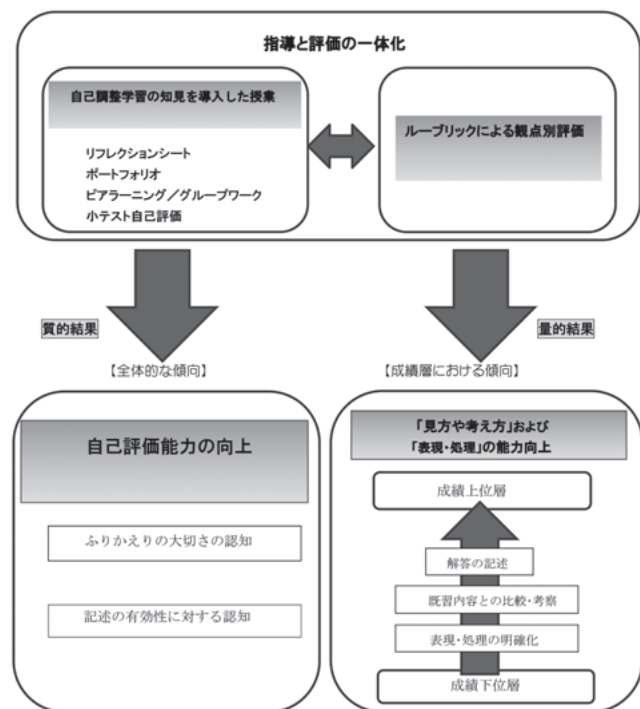 指導と評価の一体化
自己調整学習の知見を導入した授業
リフレクションシート
ポートフォリオ
ピアラーニング／グループワーク
小テスト自己評価
ルーブリックによる観点別評価
質的結果
量的結果
【全体的な傾向】
【成績層における傾向】
自己評価能力の向上
ふりかえりの大切さの認知
記述の有効性に対する認知
「見方や考え方」および
「表現・処理」の能力向上
成績上位層
解答の記述
既習内容との比較・考察
表現・処理の明確化
成績下位層